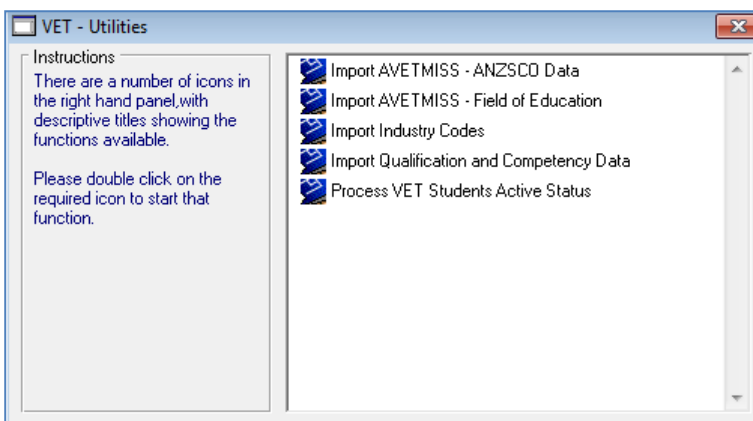 VET - Utilities
Instructions
There are a number of icons in
the right hand panel,with
descriptive titles showing the
functions available.
Please double click on the
required icon to start that
function.
Import AVETMISS - ANZSCO Data
Import AVETMISS - Field of Education
Import Industry Codes
Import Qualification and Competency Data
Process VET Students Active Status